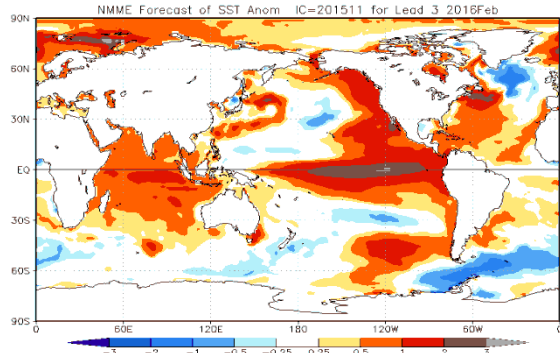 NMME Forecast of SST Anom IC=201511 for Lead 3 2016Feb
90N
60N
30N
EQ
30S
60S
90S
0 60E 120E 180 120W 60W 0
-3 -2 -1 -0.5 -0.25 0.25 0.5 1 2 3